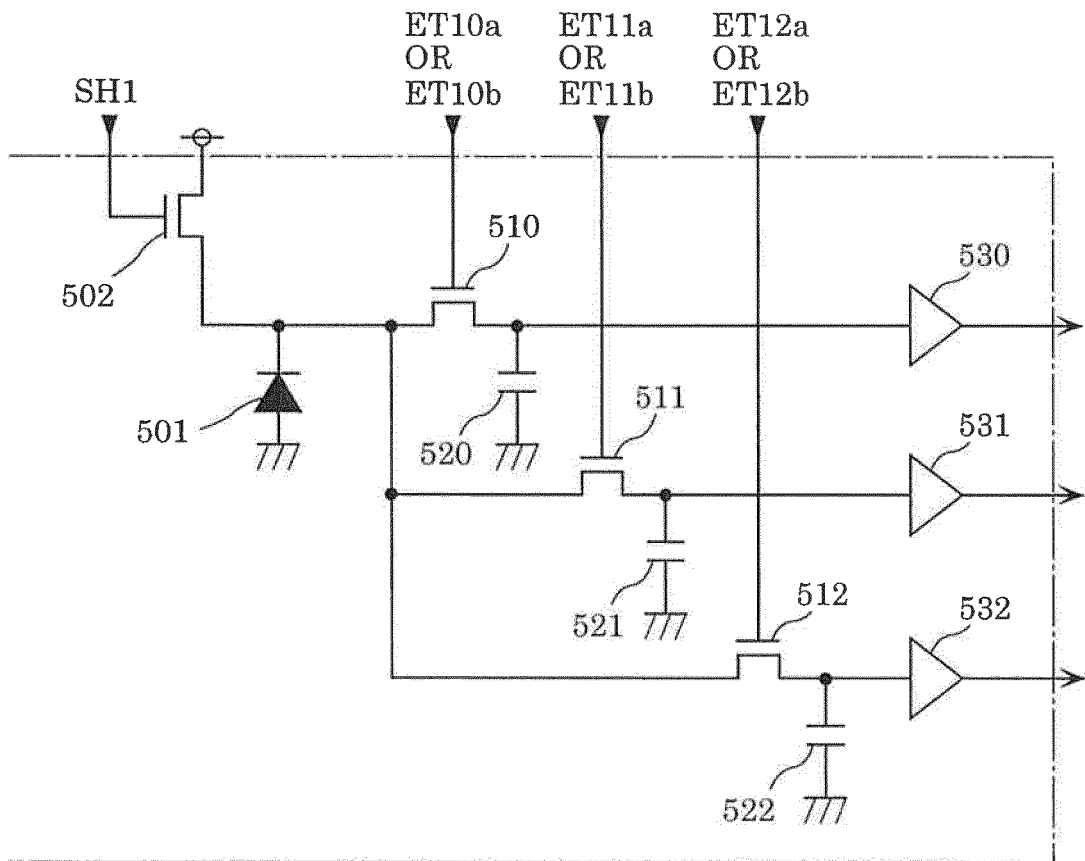 ET10a
OR
ET10b
ET11a
OR
ET11b
ET12a
OR
ET12b
SH1
502
510
530
501
520
511
531
521
512
532
522